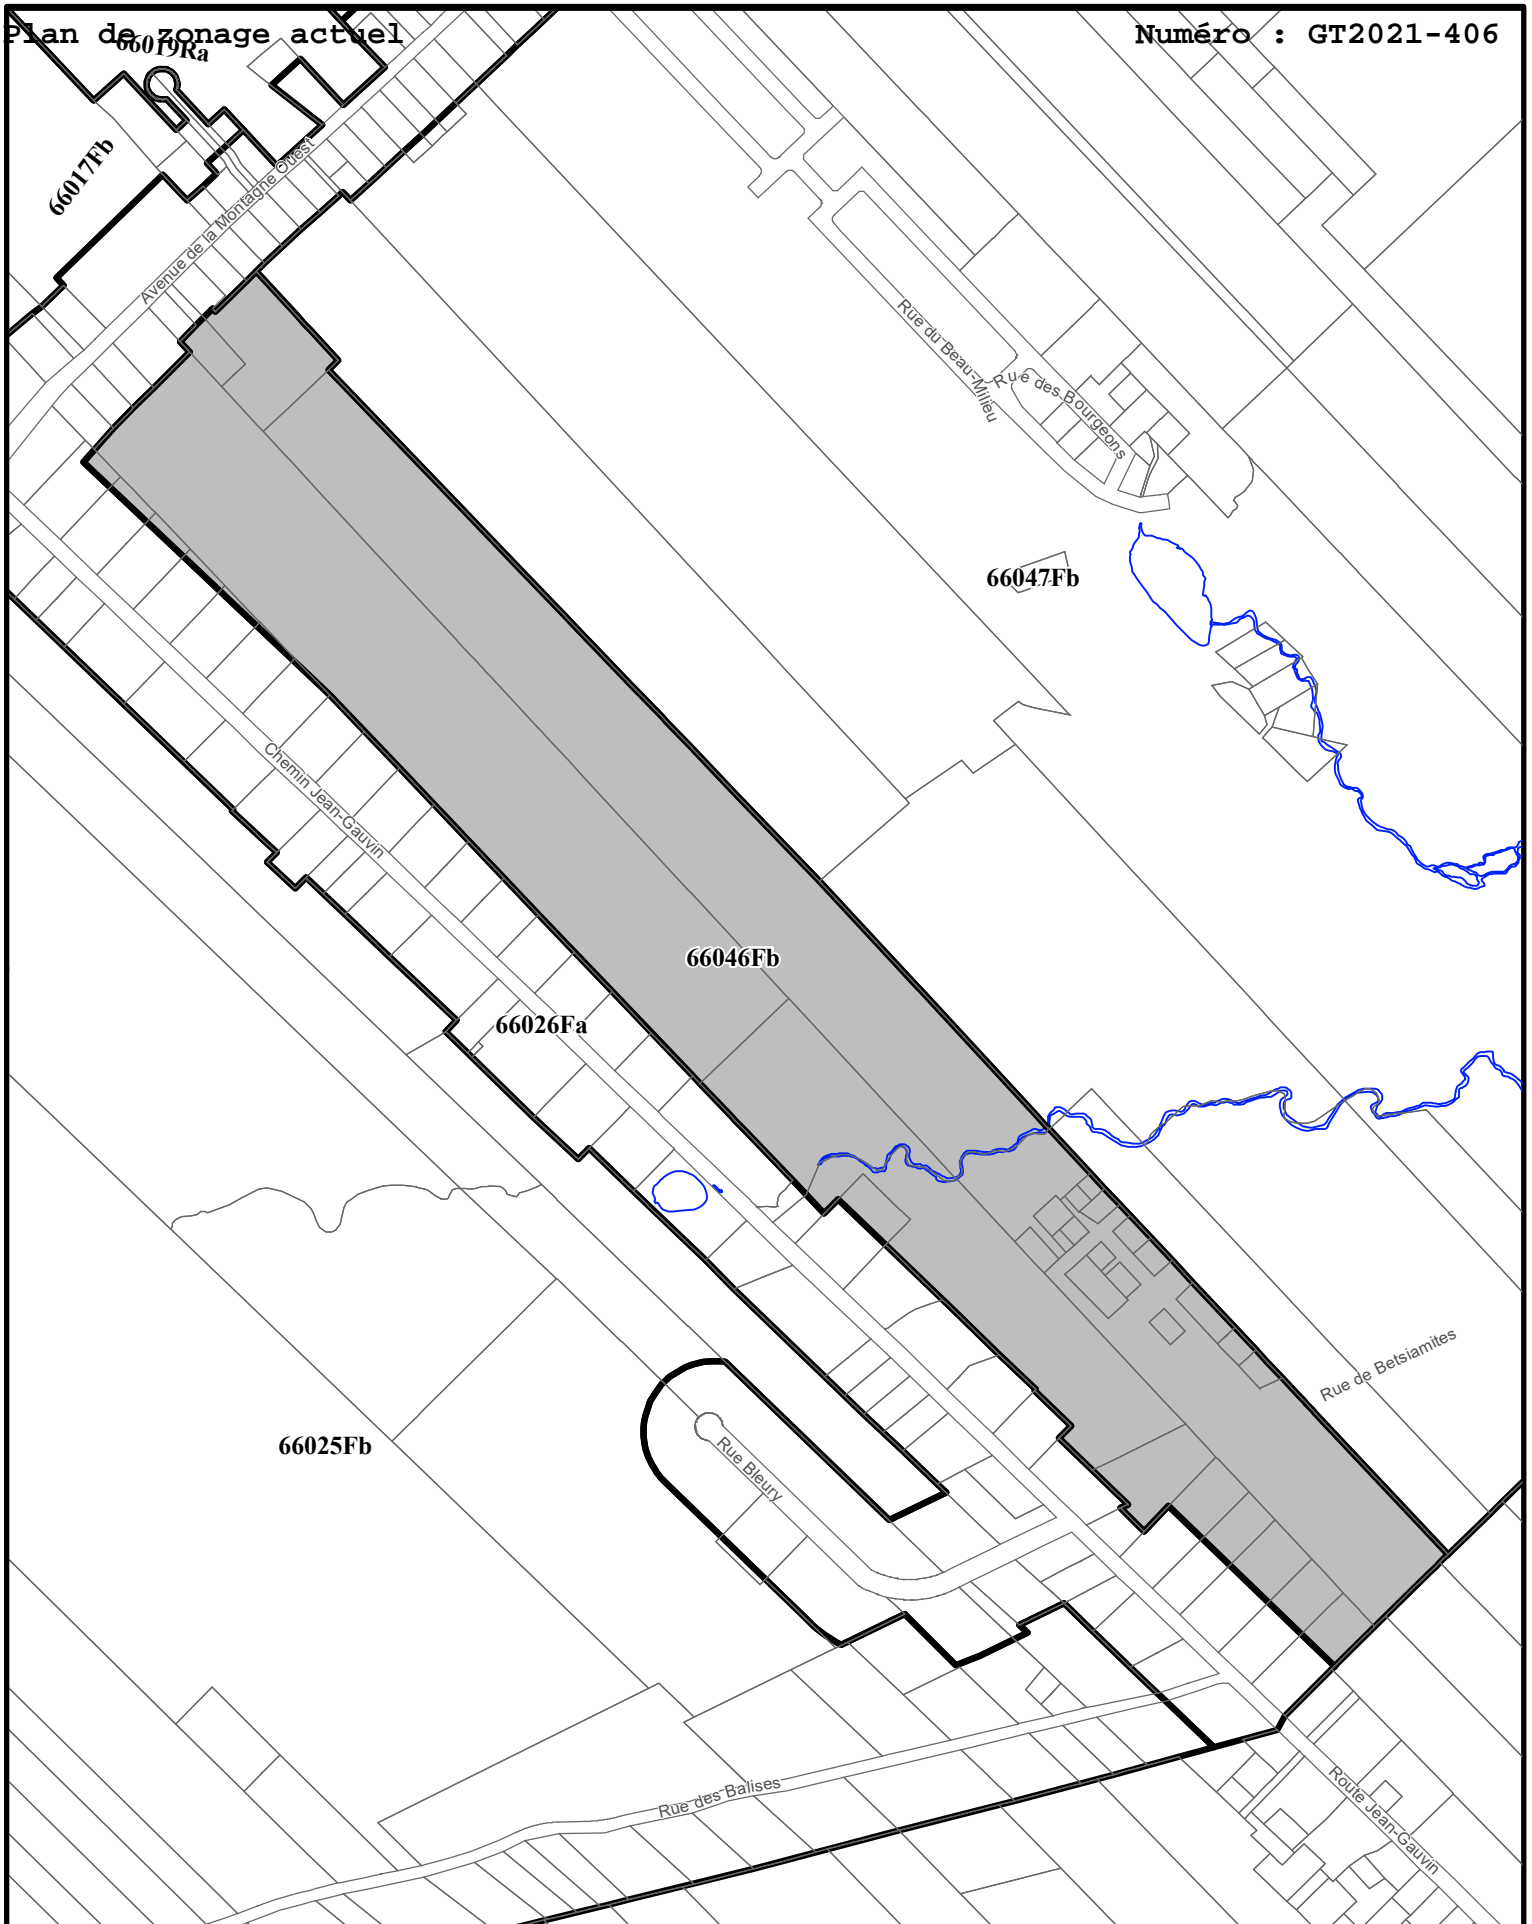 Plan de zonage actuel
Numéro : GT2021-406
66019Ra
66017Fb
Avenue de la Montagne Ouest
Rue du Beau-Milieu
Rue des Bourgeons
66047Fb
Chemin Jean-Gauvin
66046Fb
66026Fa
Rue de Betsiamites
66025Fb
Rue Bleury
Rue des Balises
Route Jean-Gauvin